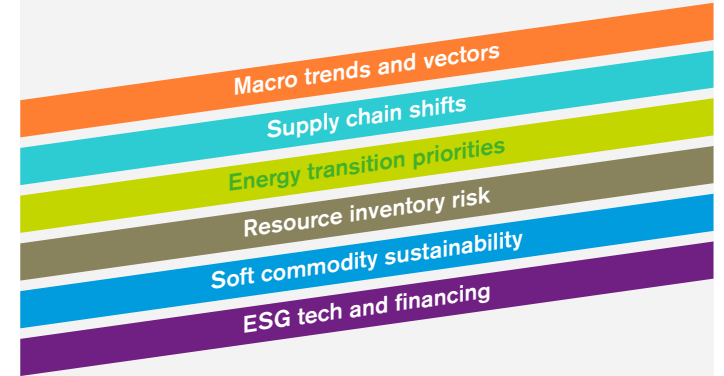 Macro trends and vectors
Supply chain shifts
Energy transition priorities
Resource inventory risk
Soft commodity sustainability
ESG tech and financing